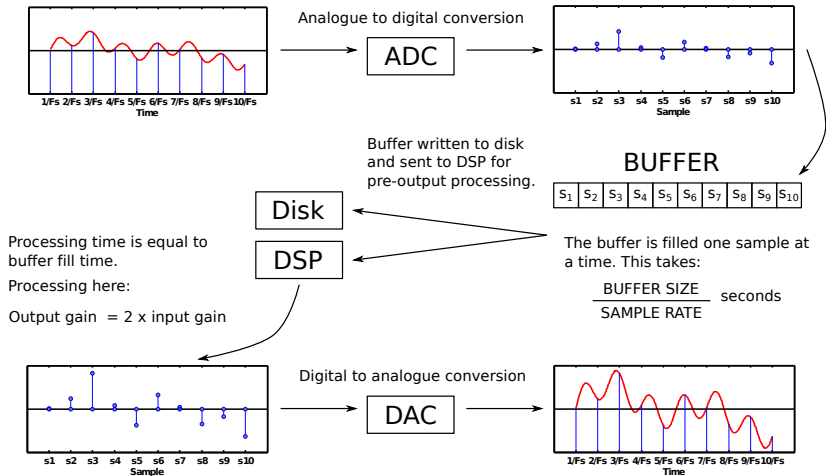 Analogue to digital conversion
ADC
1/Fs 2/Fs 3/Fs 4/Fs 5/Fs 6/Fs 7/Fs 8/Fs 9/Fs 10/Fs
Time
s1 s2 s3 s4 s5 s6 s7 s8 s9 s10
Sample
Buffer written to disk
and sent to DSP for
pre-output processing.
BUFFER
S1 S2 S3 S4 S5 S6 S7 S8 S9 S10
Disk
DSP
Processing time is equal to
buffer fill time.
Processing here:
Output gain = 2 x input gain
The buffer is filled one sample at
a time. This takes:
BUFFER SIZE
SAMPLE RATE
seconds
s1 s2 s3 s4 s5 s6 s7 s8 s9 s10
Sample
Digital to analogue conversion
DAC
1/Fs 2/Fs 3/Fs 4/Fs 5/Fs 6/Fs 7/Fs 8/Fs 9/Fs 10/Fs
Time